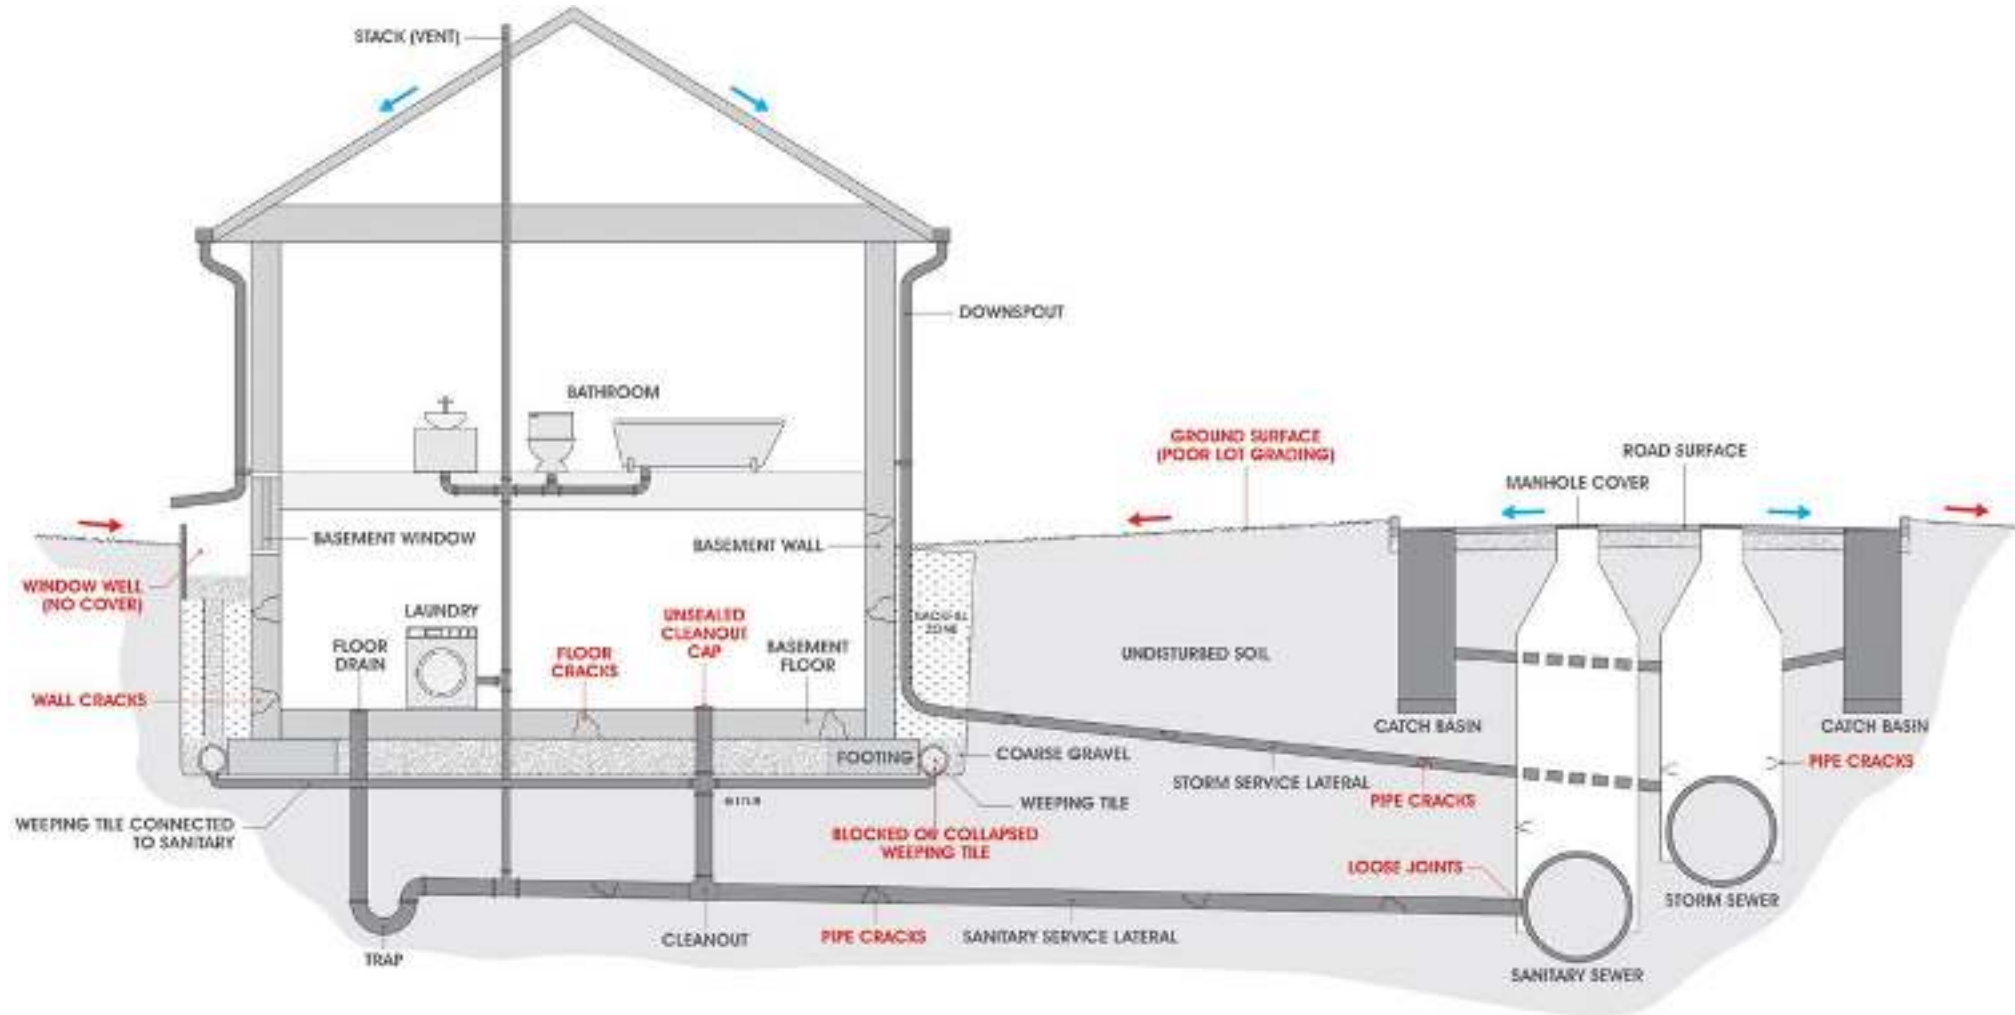 STACK (VENT)
DOWNSPOUT
BATHROOM
GROUND SURFACE
(POOR LOT GRADING)
ROAD SURFACE
MANHOLE COVER
BASEMENT WINDOW
BASEMENT WALL
WINDOW WELL
(NO COVER)
LAUNDRY
UNSEALED
CLEANOUT
CAP
FLOOR
DRAIN
FLOOR
CRACKS
BASEMENT
FLOOR
BACKFILL
ZONE
UNDISTURBED SOIL
WALL CRACKS
CATCH BASIN
CATCH BASIN
FOOTING
COARSE GRAVEL
STORM SERVICE LATERAL
PIPE CRACKS
PIPE CRACKS
WEEPING TILE
WEEPING TILE CONNECTED
TO SANITARY
BLOCKED OR COLLAPSED
WEEPING TILE
LOOSE JOINTS
STORM SEWER
CLEANOUT
PIPE CRACKS
SANITARY SERVICE LATERAL
TRAP
SANITARY SEWER